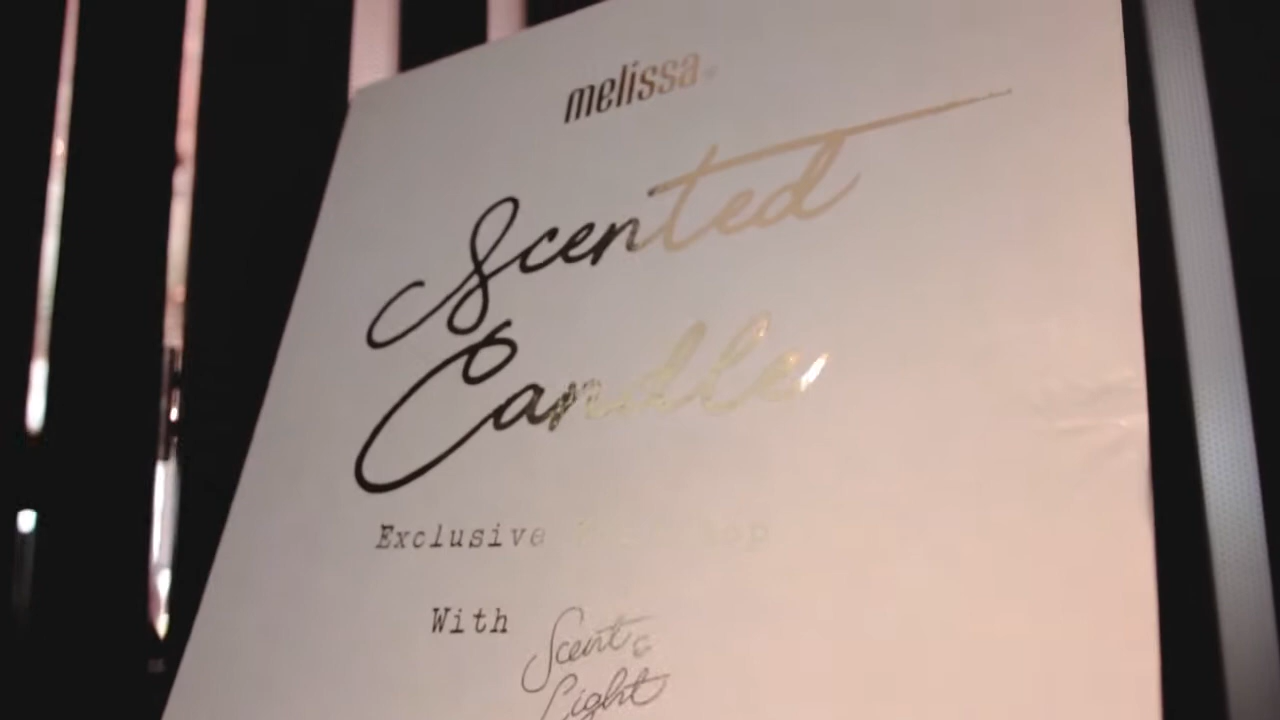 melissa
Scented
Candle
Exclusive
With
Scent &
Light